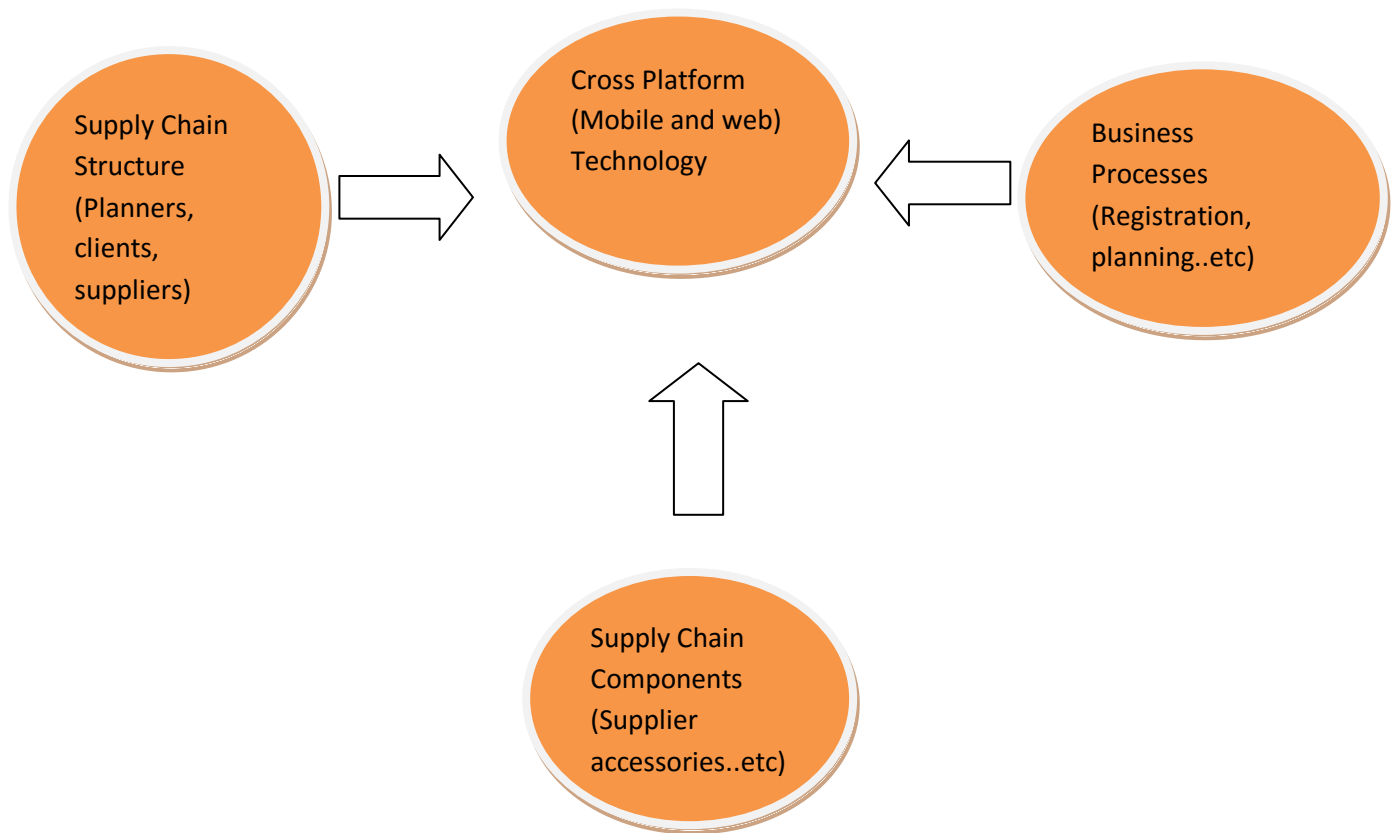 Supply Chain
Structure
(Planners,
clients,
suppliers)
Cross Platform
(Mobile and web)
Technology
Business
Processes
(Registration,
planning..etc)
Supply Chain
Components
(Supplier
accessories..etc)